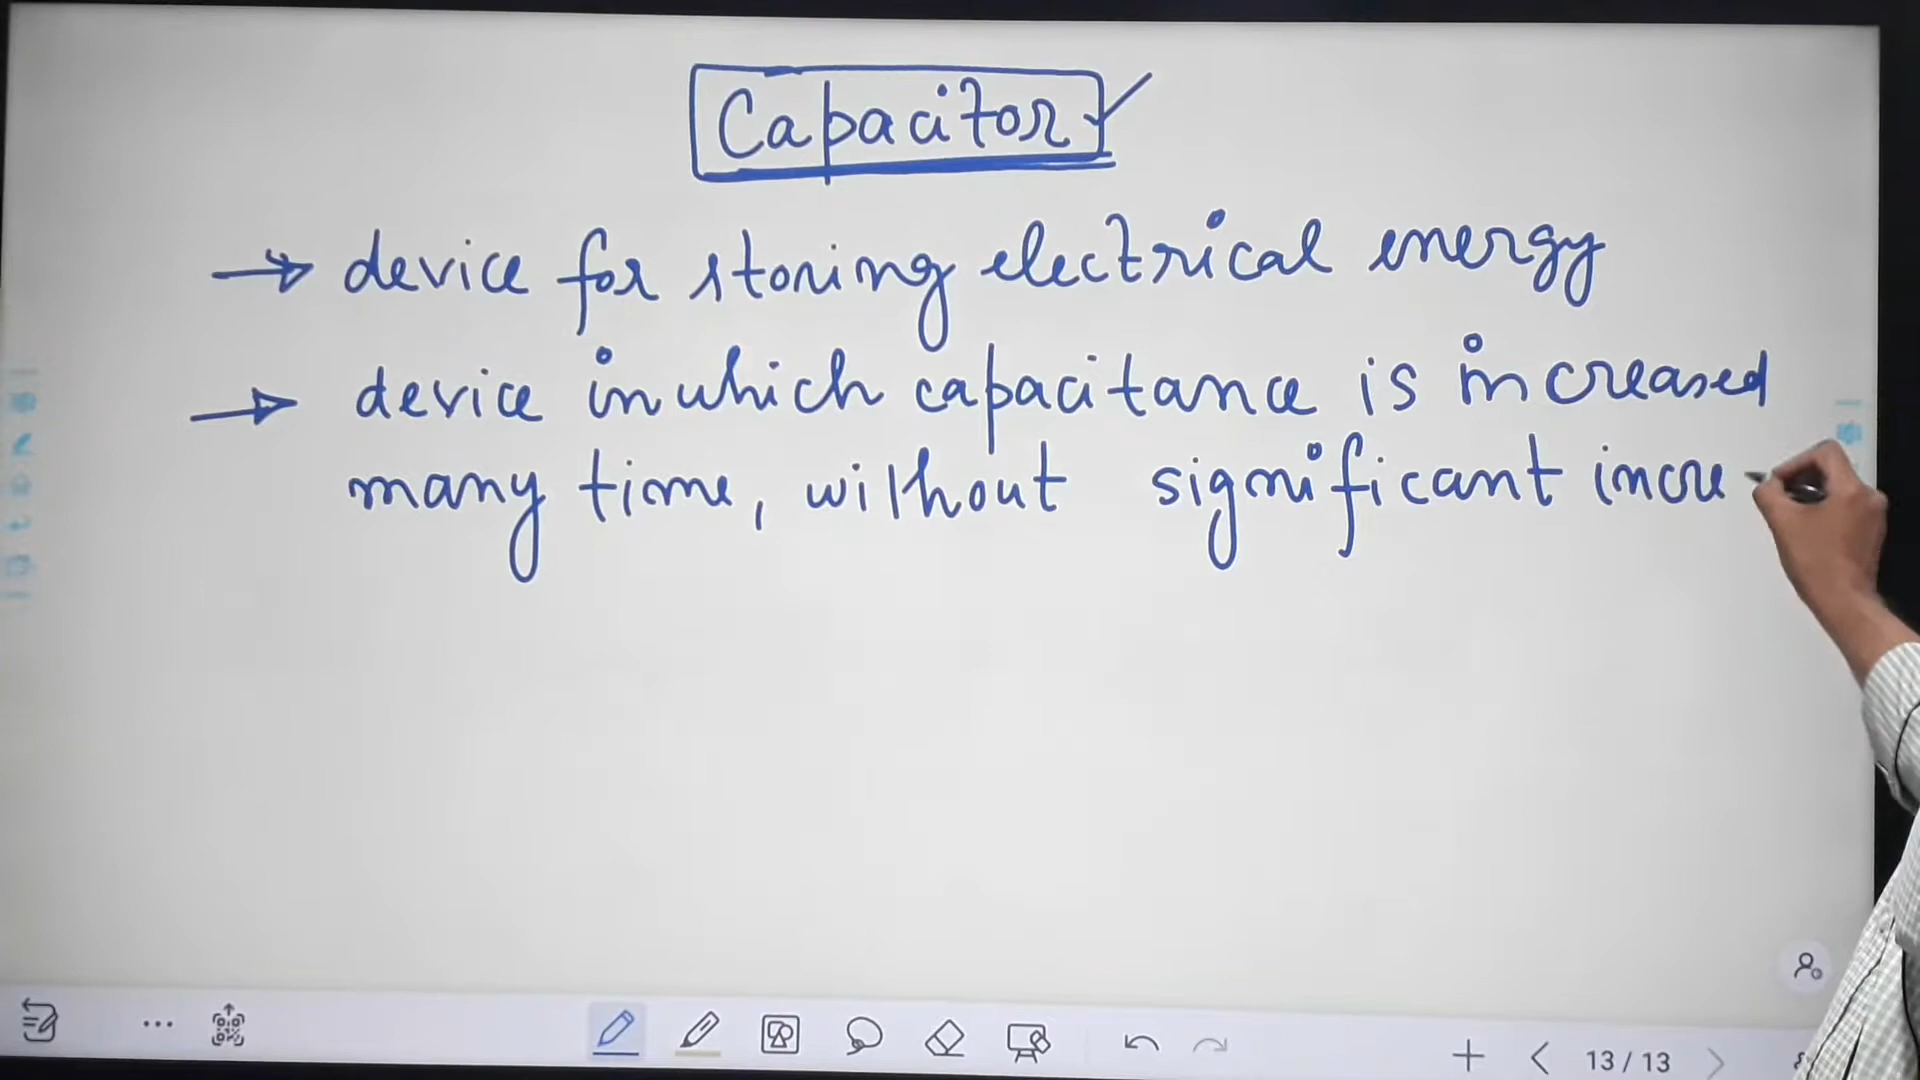 Capacitor
device for storing electrical energy
device in which capacitance is increased
many time, without significant incre
13/13